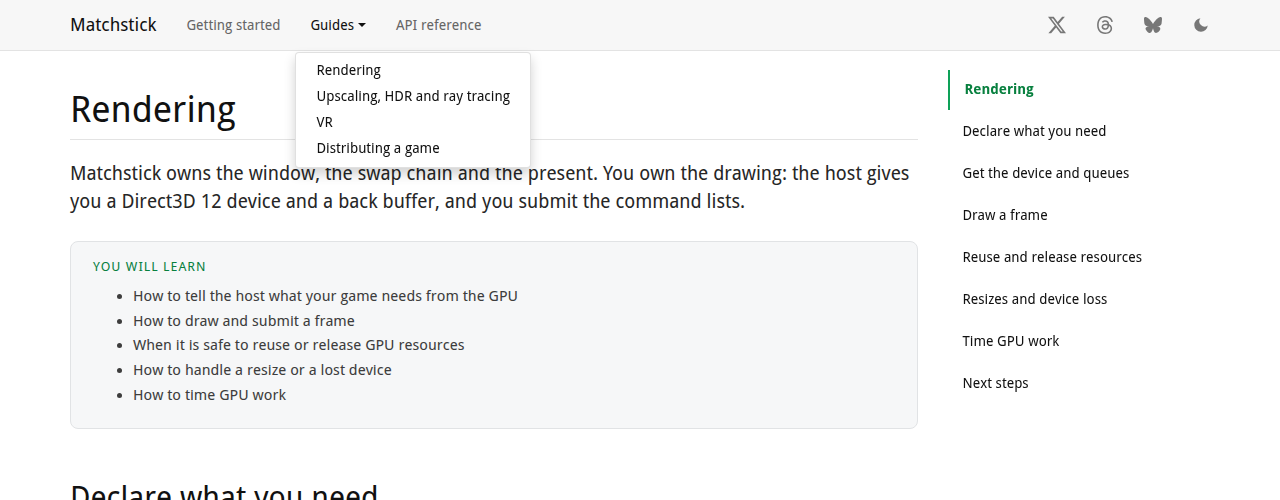 Matchstick
Getting started
Guides
API reference
Rendering
Upscaling, HDR and ray tracing
VR
Distributing a game
Rendering
Matchstick owns the window, the swap chain and the present. You own the drawing: the host gives
you a Direct3D 12 device and a back buffer, and you submit the command lists.
YOU WILL LEARN
How to tell the host what your game needs from the GPU
How to draw and submit a frame
When it is safe to reuse or release GPU resources
How to handle a resize or a lost device
How to time GPU work
Declare what you need
Rendering
Declare what you need
Get the device and queues
Draw a frame
Reuse and release resources
Resizes and device loss
Time GPU work
Next steps